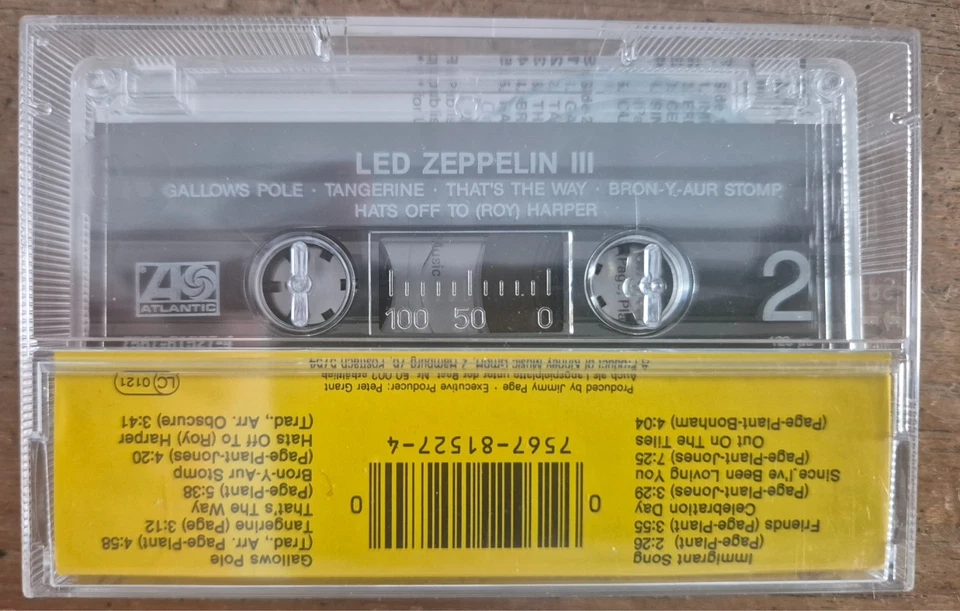 LED ZEPPELIN III
GALLOWS POLE · TANGERINE · THAT'S THE WAY · BRON-Y-AUR STOMP
HATS OFF TO (ROY) HARPER
ATLANTIC
2
100 50 0
Immigrant Song
(Page-Plant) 2:26
Friends (Page-Plant) 3:55
Celebration Day
(Page-Plant-Jones) 3:29
Since I've Been Loving You
(Page-Plant-Jones) 7:25
Out On The Tiles
(Page-Plant-Bonham) 4:04
0 0
7567-81527-4
Gallows Pole
(Trad., Arr. Page-Plant) 4:58
Tangerine (Page) 3:12
That's The Way
(Page-Plant) 5:38
Bron-Y-Aur Stomp
(Page-Plant-Jones) 4:20
Hats Off To (Roy) Harper
(Trad., Arr. Obscure) 3:41
Produced by Jimmy Page · Executive Producer: Peter Grant
LC 0121